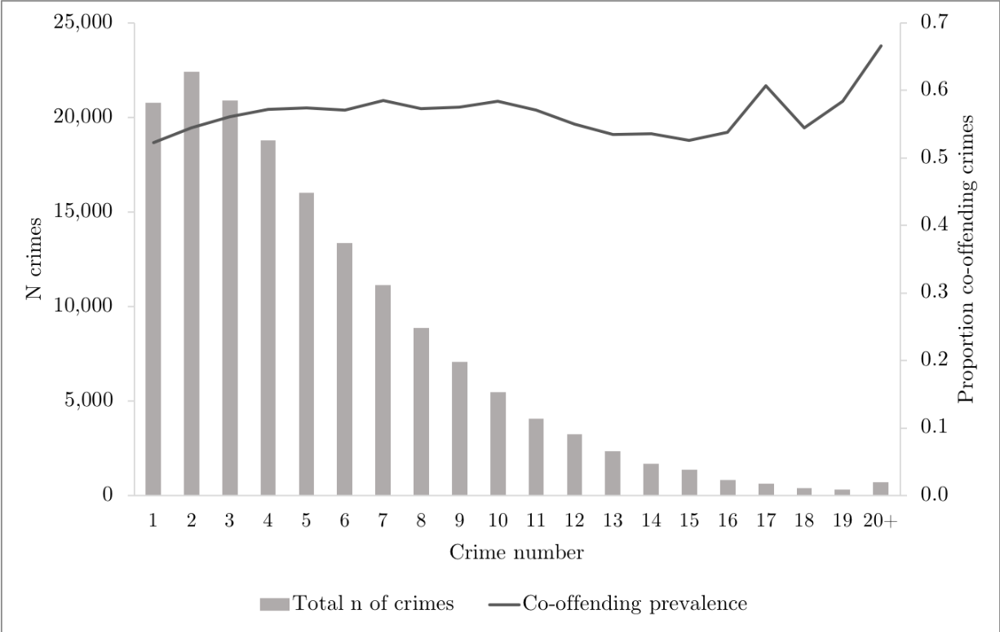 25,000
20,000
15,000
10,000
5,000
0
N crimes
0.7
0.6
0.5
0.4
0.3
0.2
0.1
0.0
Proportion co-offending crimes
1 2 3 4 5 6 7 8 9 10 11 12 13 14 15 16 17 18 19 20+
Crime number
Total n of crimes Co-offending prevalence